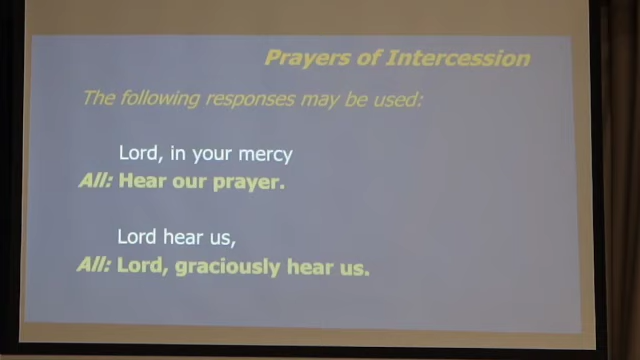 Prayers of Intercession
The following responses may be used:
Lord, in your mercy
All: Hear our prayer.
Lord hear us,
All: Lord, graciously hear us.